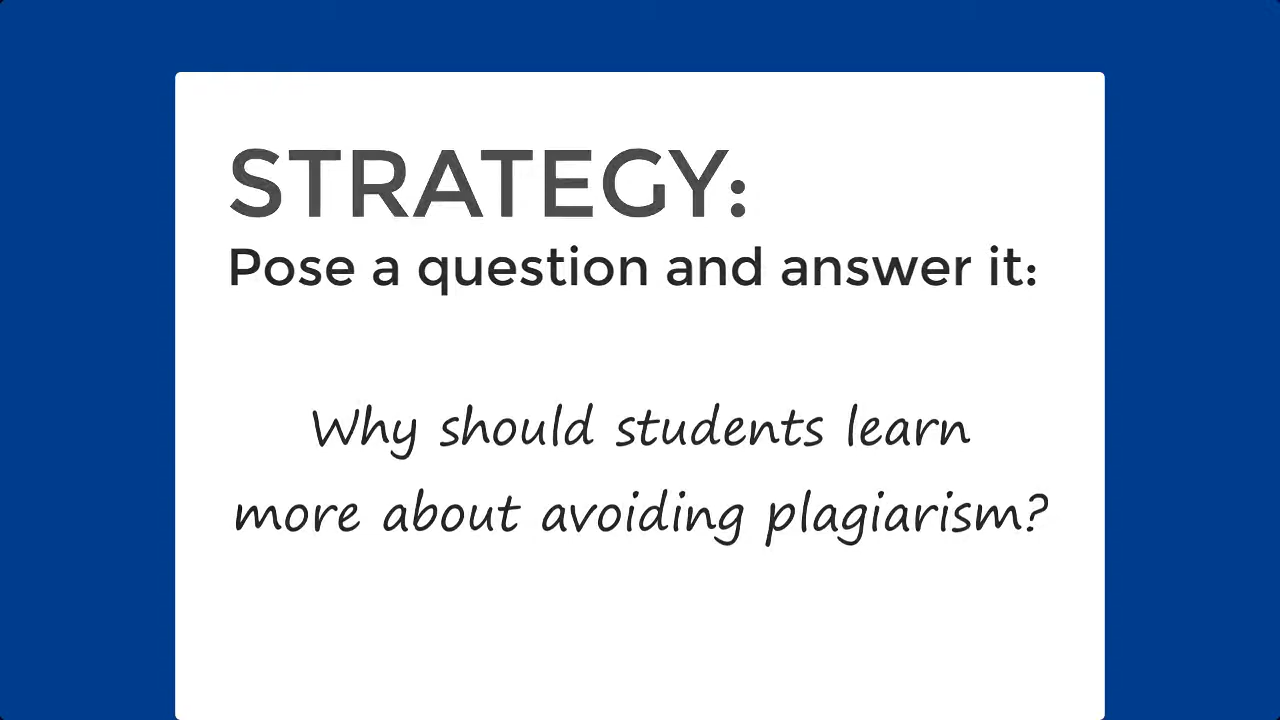 STRATEGY:
Pose a question and answer it:
Why should students learn
more about avoiding plagiarism?